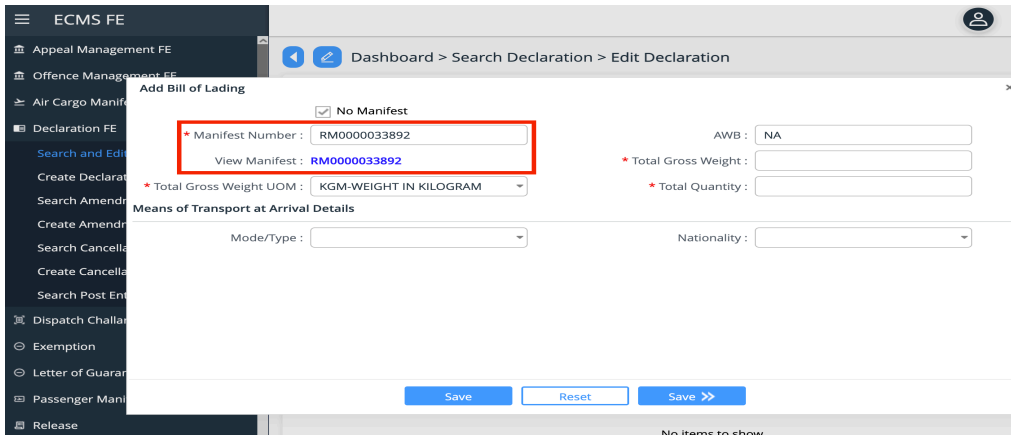 ECMS FE
Appeal Management FE
Dashboard > Search Declaration > Edit Declaration
Offence Management FE
Add Bill of Lading
×
Air Cargo Manife
No Manifest
Declaration FE
* Manifest Number : RM0000033892
AWB : NA
Search and Edit
View Manifest : RM0000033892
* Total Gross Weight :
Create Declarat
* Total Gross Weight UOM : KGM-WEIGHT IN KILOGRAM
* Total Quantity :
Search Amendm
Means of Transport at Arrival Details
Create Amendm
Mode/Type :
Nationality :
Search Cancella
Create Cancella
Search Post Ent
Dispatch Challan
Exemption
Letter of Guaran
Passenger Mani
Save
Reset
Save >>
Release
No items to show